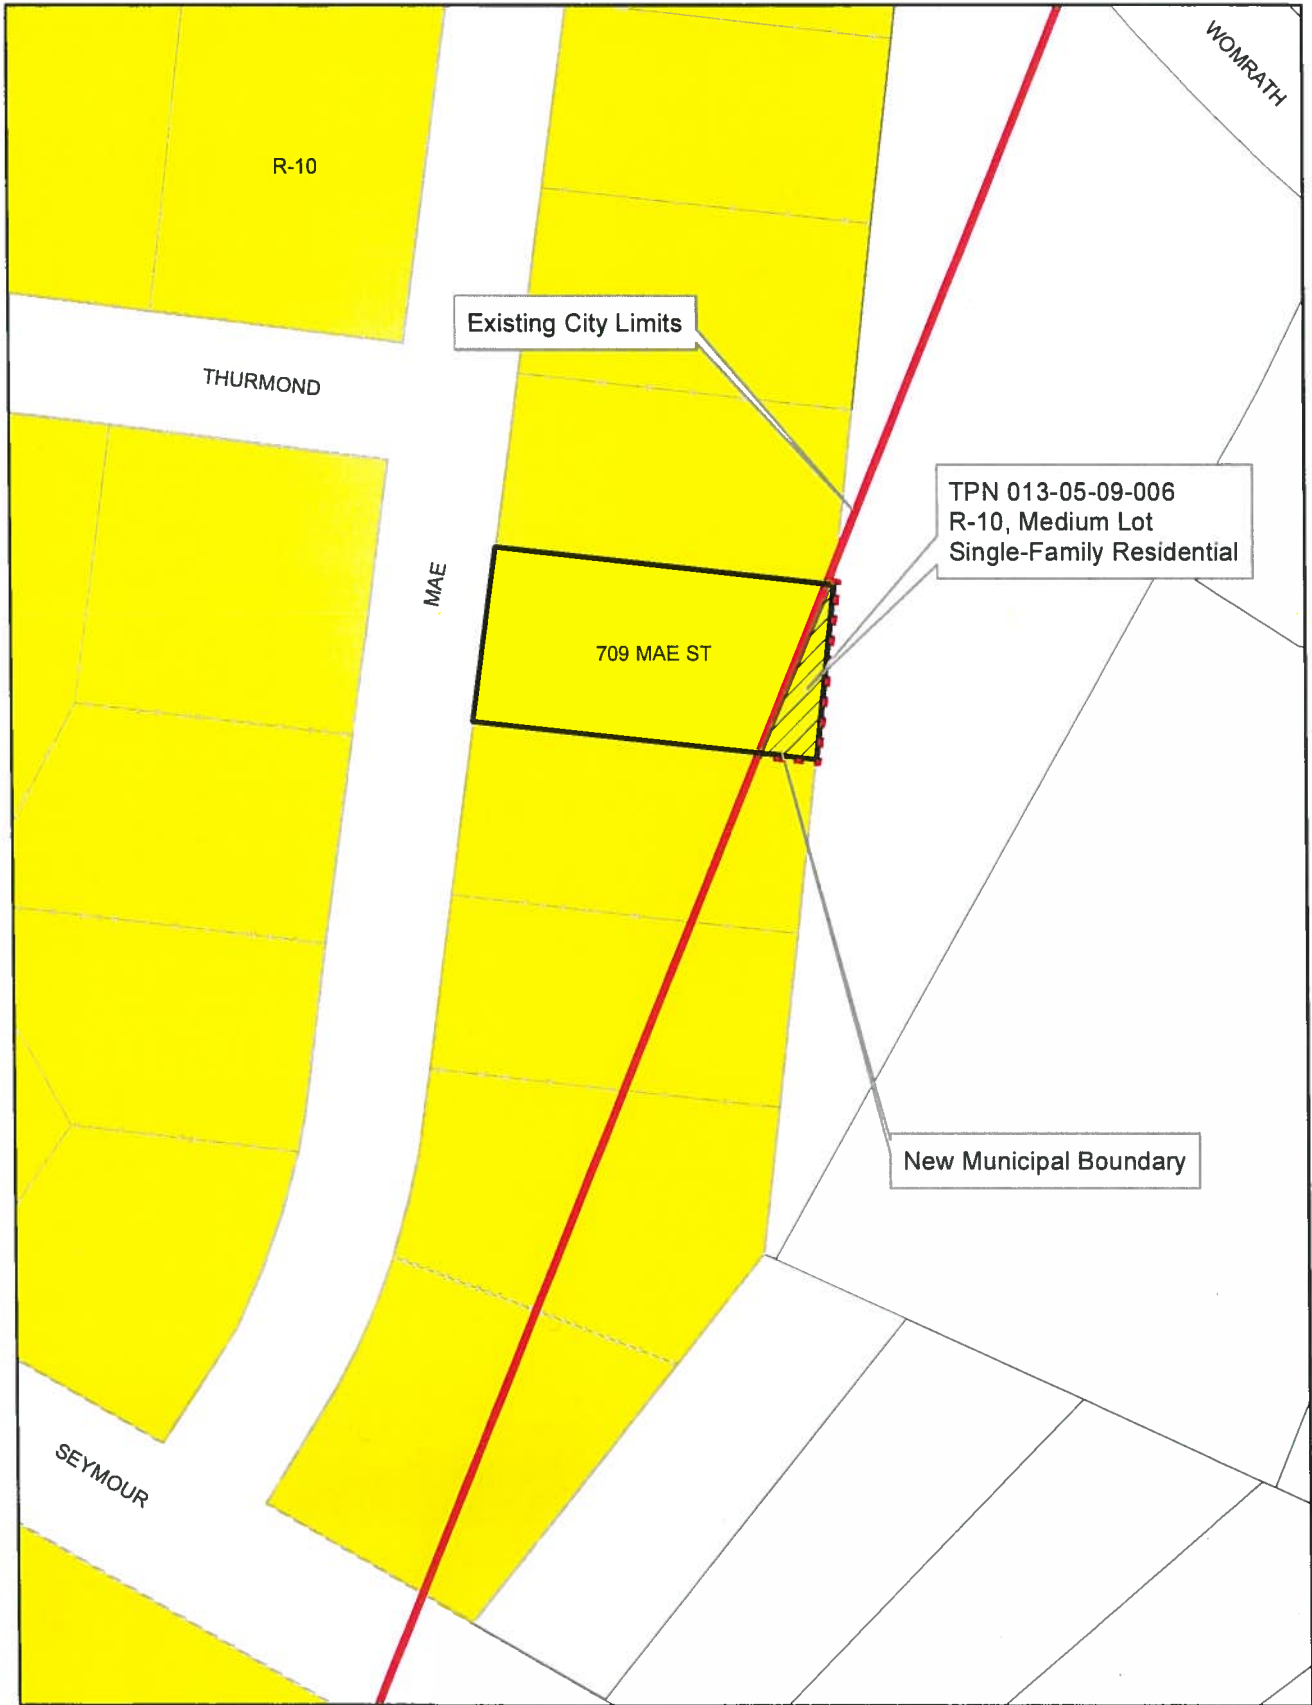 WOMRATH
R-10
Existing City Limits
THURMOND
TPN 013-05-09-006
R-10, Medium Lot
Single-Family Residential
MAE
709 MAE ST
New Municipal Boundary
SEYMOUR